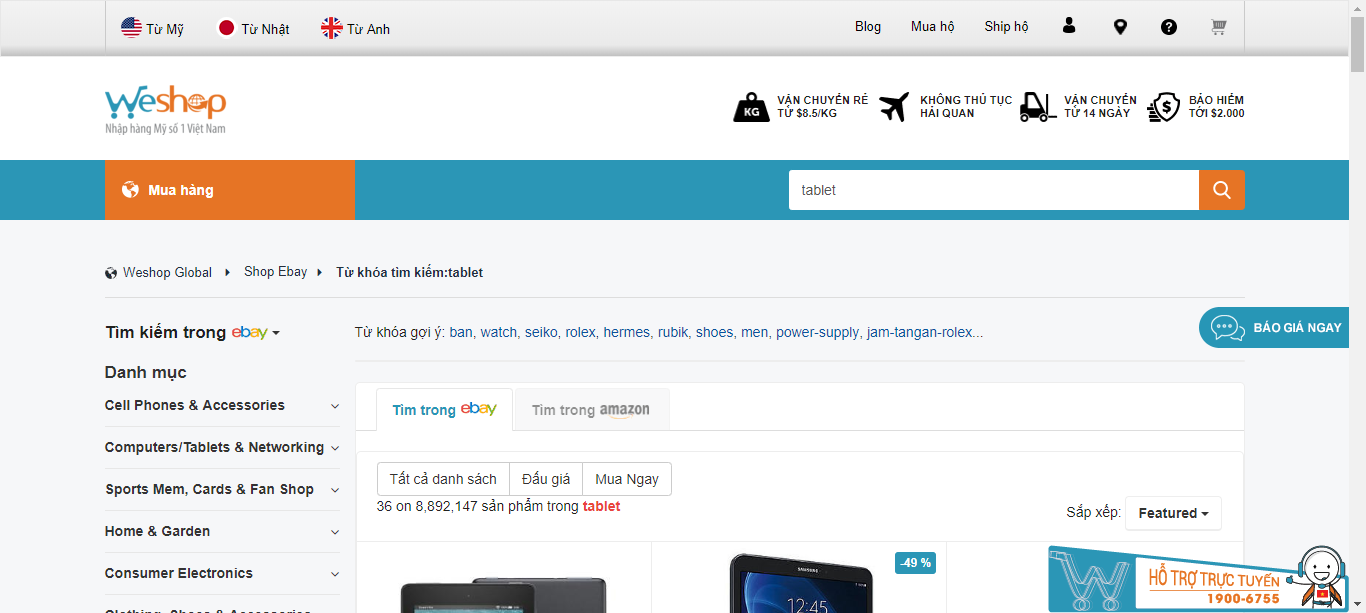 Từ Mỹ
Từ Nhật
Từ Anh
Blog
Mua hộ
Ship hộ
Weshop
Nhập hàng Mỹ số 1 Việt Nam
KG
VẬN CHUYỂN RẺ
TỪ $8.5/KG
KHÔNG THỦ TỤC
HẢI QUAN
VẬN CHUYỂN
TỪ 14 NGÀY
BẢO HIỂM
TỚI $2.000
Mua hàng
tablet
Weshop Global
Shop Ebay
Từ khóa tìm kiếm:tablet
Tìm kiếm trong ebay
Từ khóa gợi ý: ban, watch, seiko, rolex, hermes, rubik, shoes, men, power-supply, jam-tangan-rolex...
BÁO GIÁ NGAY
Danh mục
Cell Phones & Accessories
Computers/Tablets & Networking
Sports Mem, Cards & Fan Shop
Home & Garden
Consumer Electronics
Clothing, Shoes & Accessories
Tìm trong ebay
Tìm trong amazon
Tất cả danh sách
Đấu giá
Mua Ngay
36 on 8,892,147 sản phẩm trong tablet
Sắp xếp:
Featured
-49 %
SAMSUNG
12:45
HỖ TRỢ TRỰC TUYẾN
1900-6755